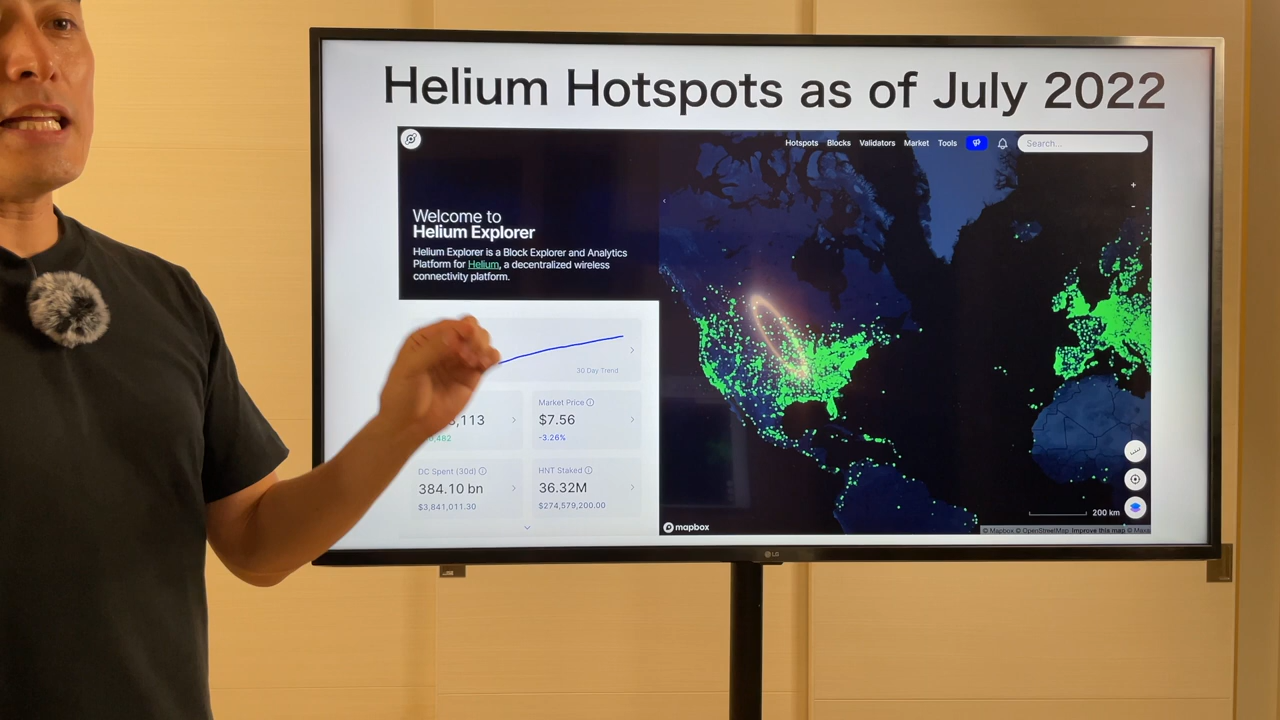 Helium Hotspots as of July 2022
Hotspots Blocks Validators Market Tools
Search...
Welcome to
Helium Explorer
Helium Explorer is a Block Explorer and Analytics
Platform for Helium, a decentralized wireless
connectivity platform.
30 Day Trend
,113
Market Price
$7.56
-3.26%
DC Spent (30d)
384.10 bn
$3,841,011.30
HNT Staked
36.32M
$274,579,200.00
mapbox
200 km
© Mapbox © OpenStreetMap Improve this map
LG